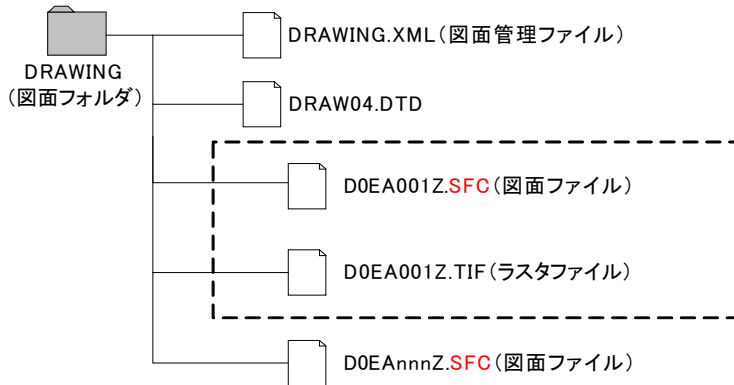 DRAWING.XML(図面管理ファイル)
DRAWING
(図面フォルダ)
DRAW04.DTD
D0EA001Z.SFC(図面ファイル)
D0EA001Z.TIF(ラスタファイル)
D0EAnnnZ.SFC(図面ファイル)